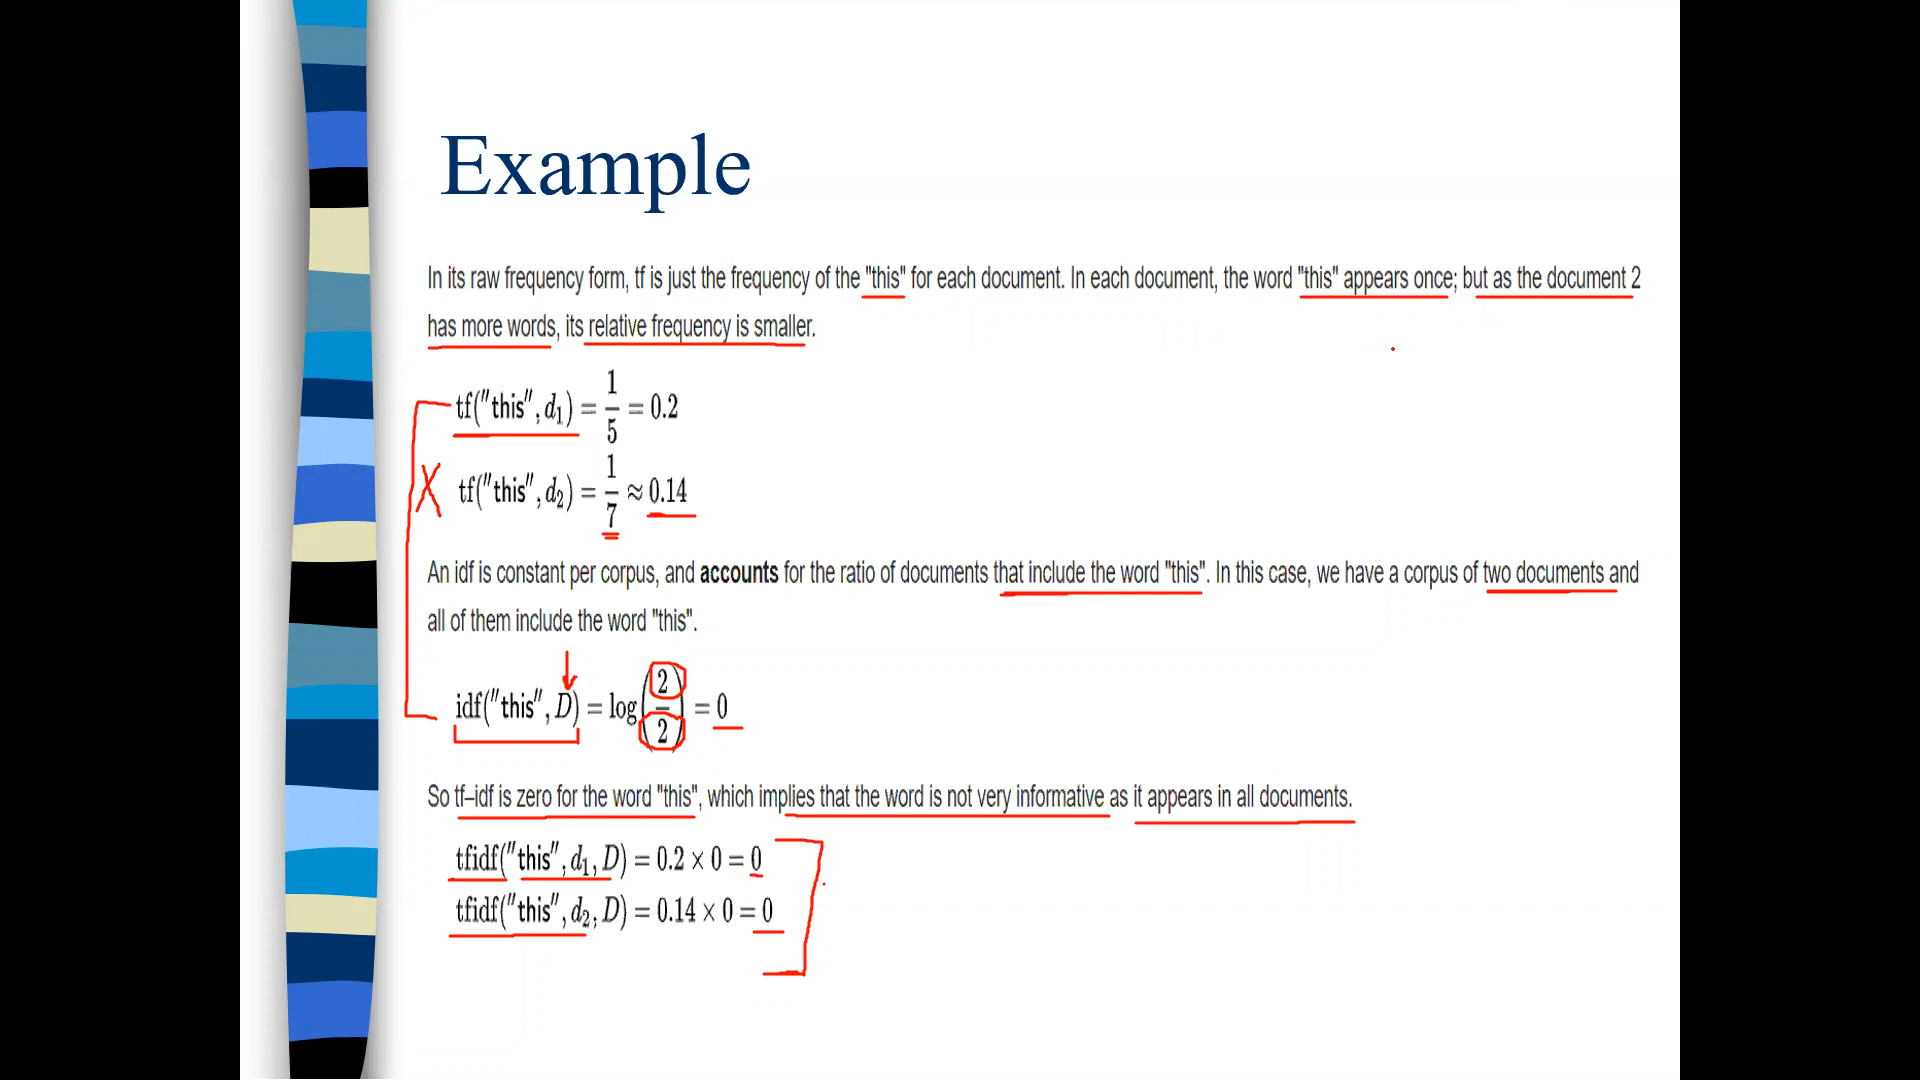 Example
In its raw frequency form, tf is just the frequency of the "this" for each document. In each document, the word "this" appears once; but as the document 2
has more words, its relative frequency is smaller.
tf("this", d₁) = 1/5 = 0.2
X
tf("this", d₂) = 1/7 ≈ 0.14
An idf is constant per corpus, and accounts for the ratio of documents that include the word "this". In this case, we have a corpus of two documents and
all of them include the word "this".
idf("this", D) = log(2/2) = 0
So tf–idf is zero for the word "this", which implies that the word is not very informative as it appears in all documents.
tfidf("this", d₁, D) = 0.2 × 0 = 0
tfidf("this", d₂, D) = 0.14 × 0 = 0